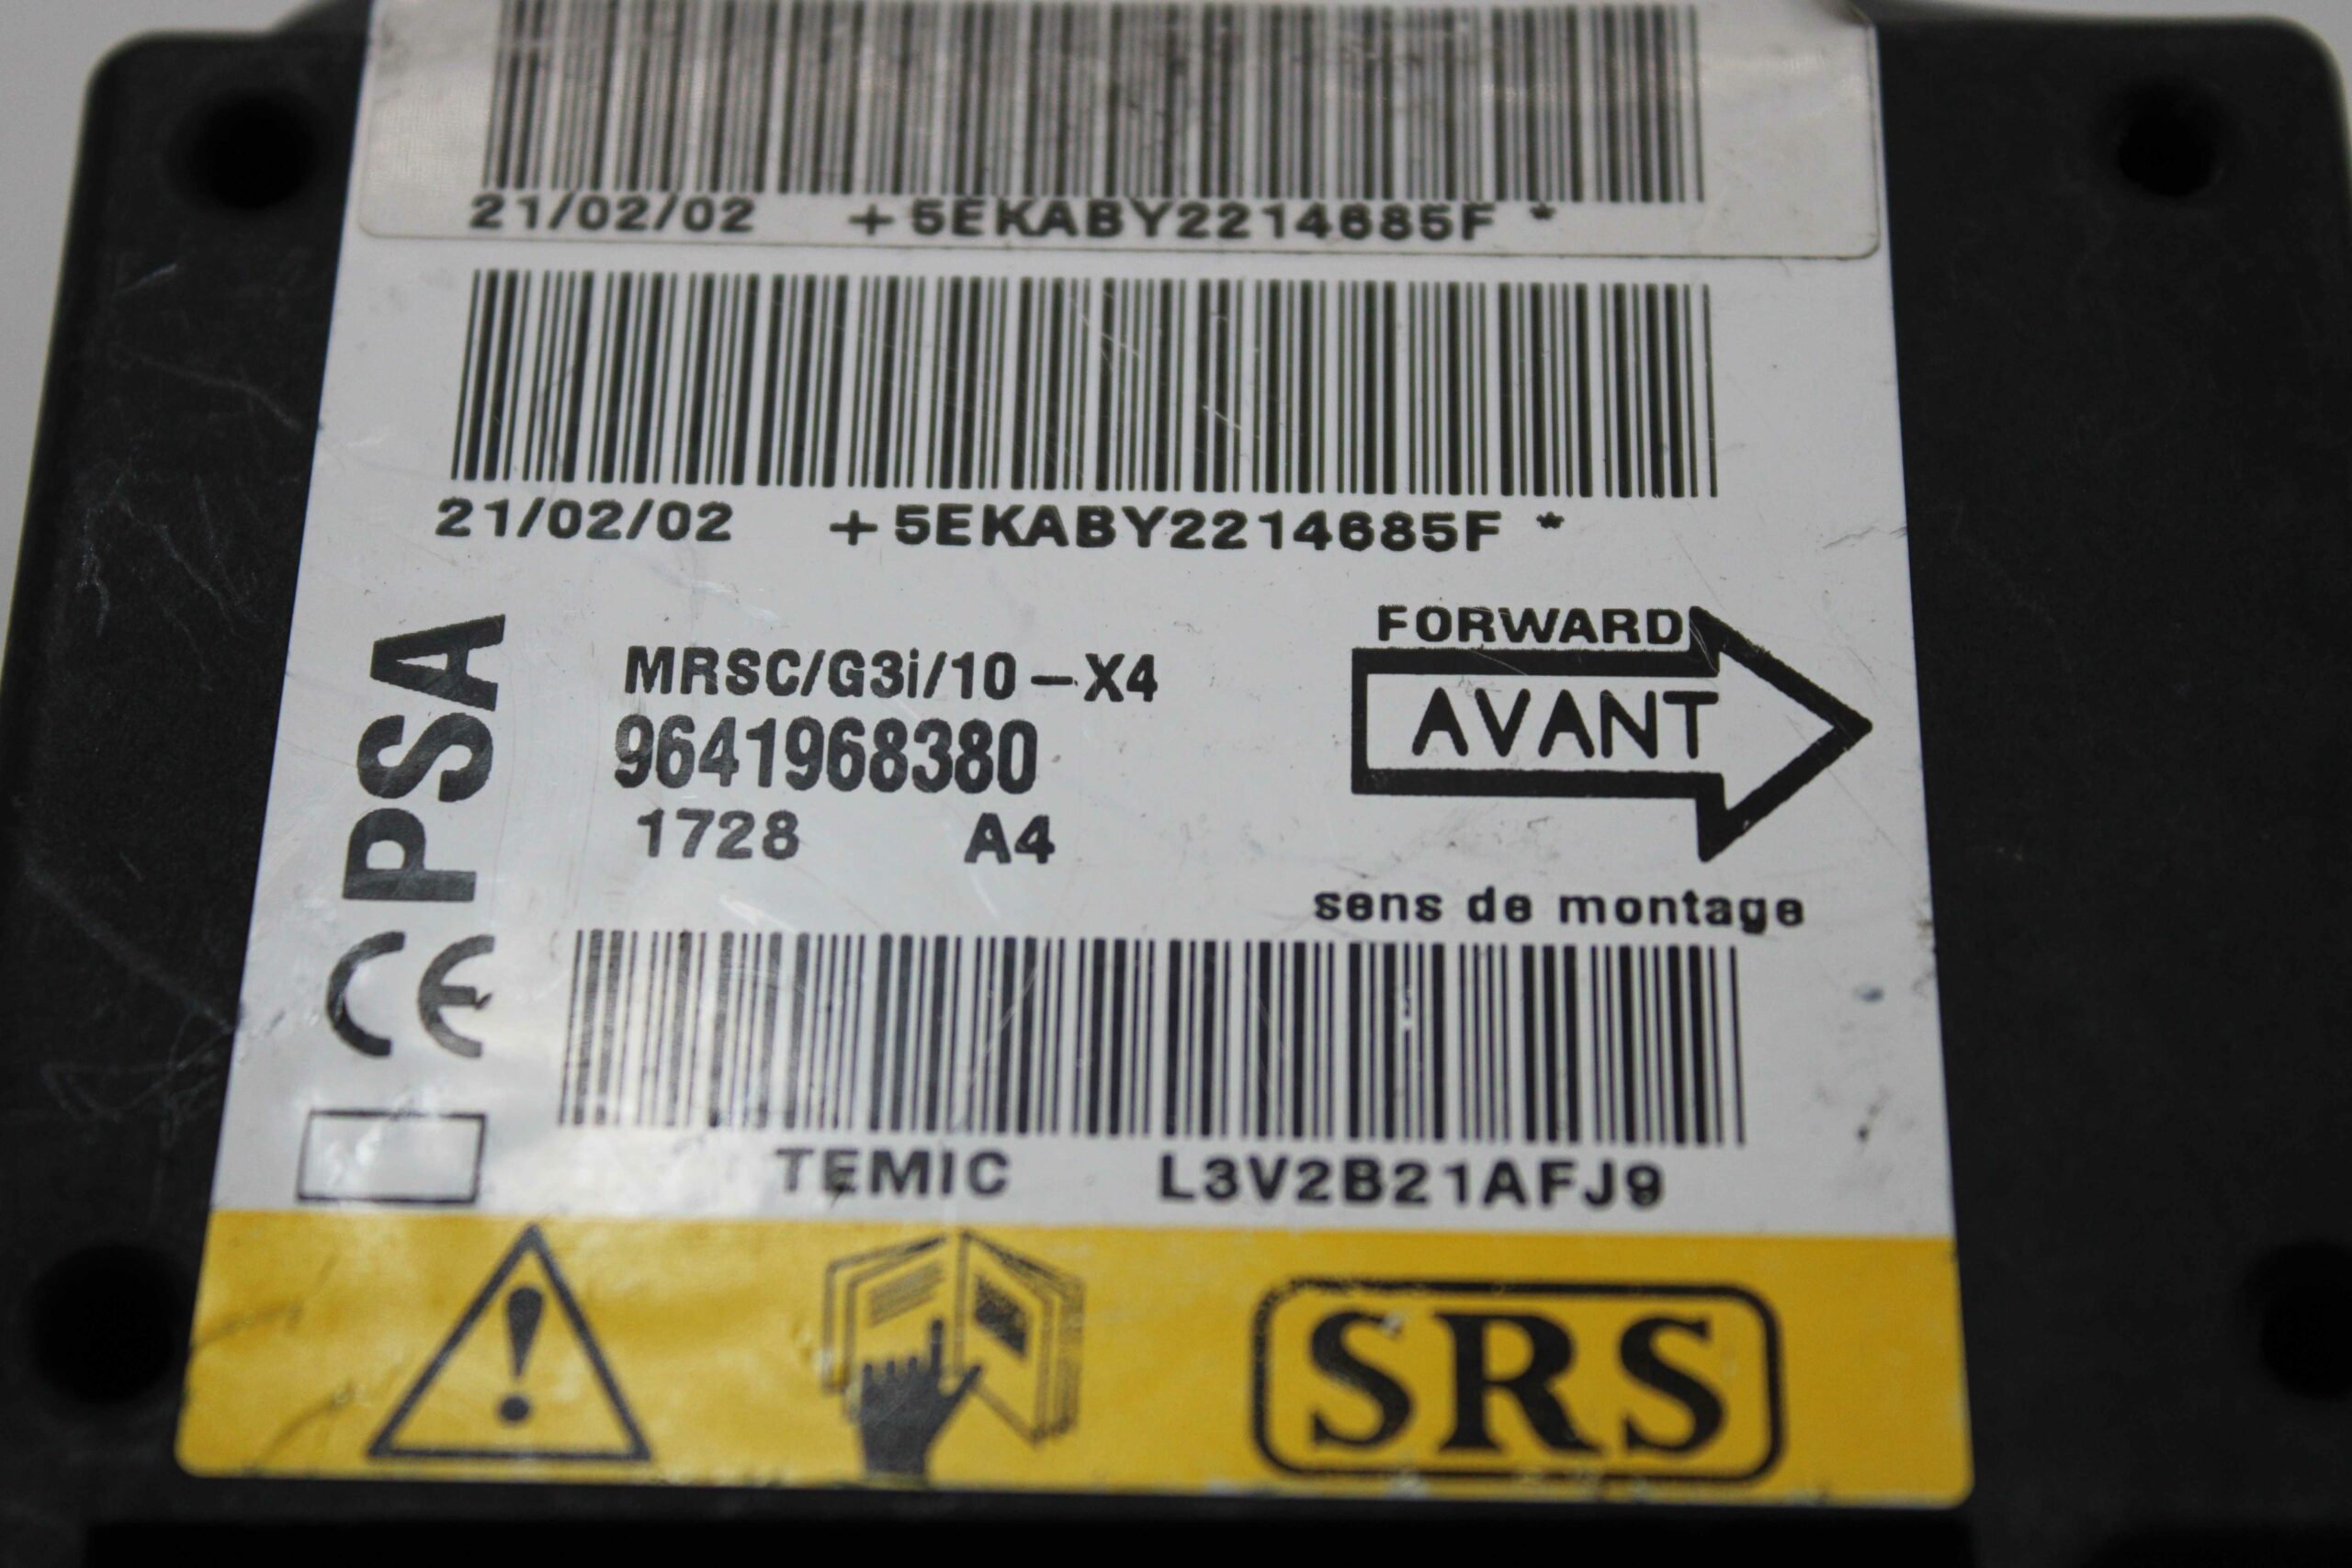 21/02/02 +5EKABY2214685F *
21/02/02 +5EKABY2214685F *
PSA
CE
MRSC/G3i/10-X4
9641968380
1728 A4
FORWARD
AVANT
sens de montage
TEMIC L3V2B21AFJ9
SRS